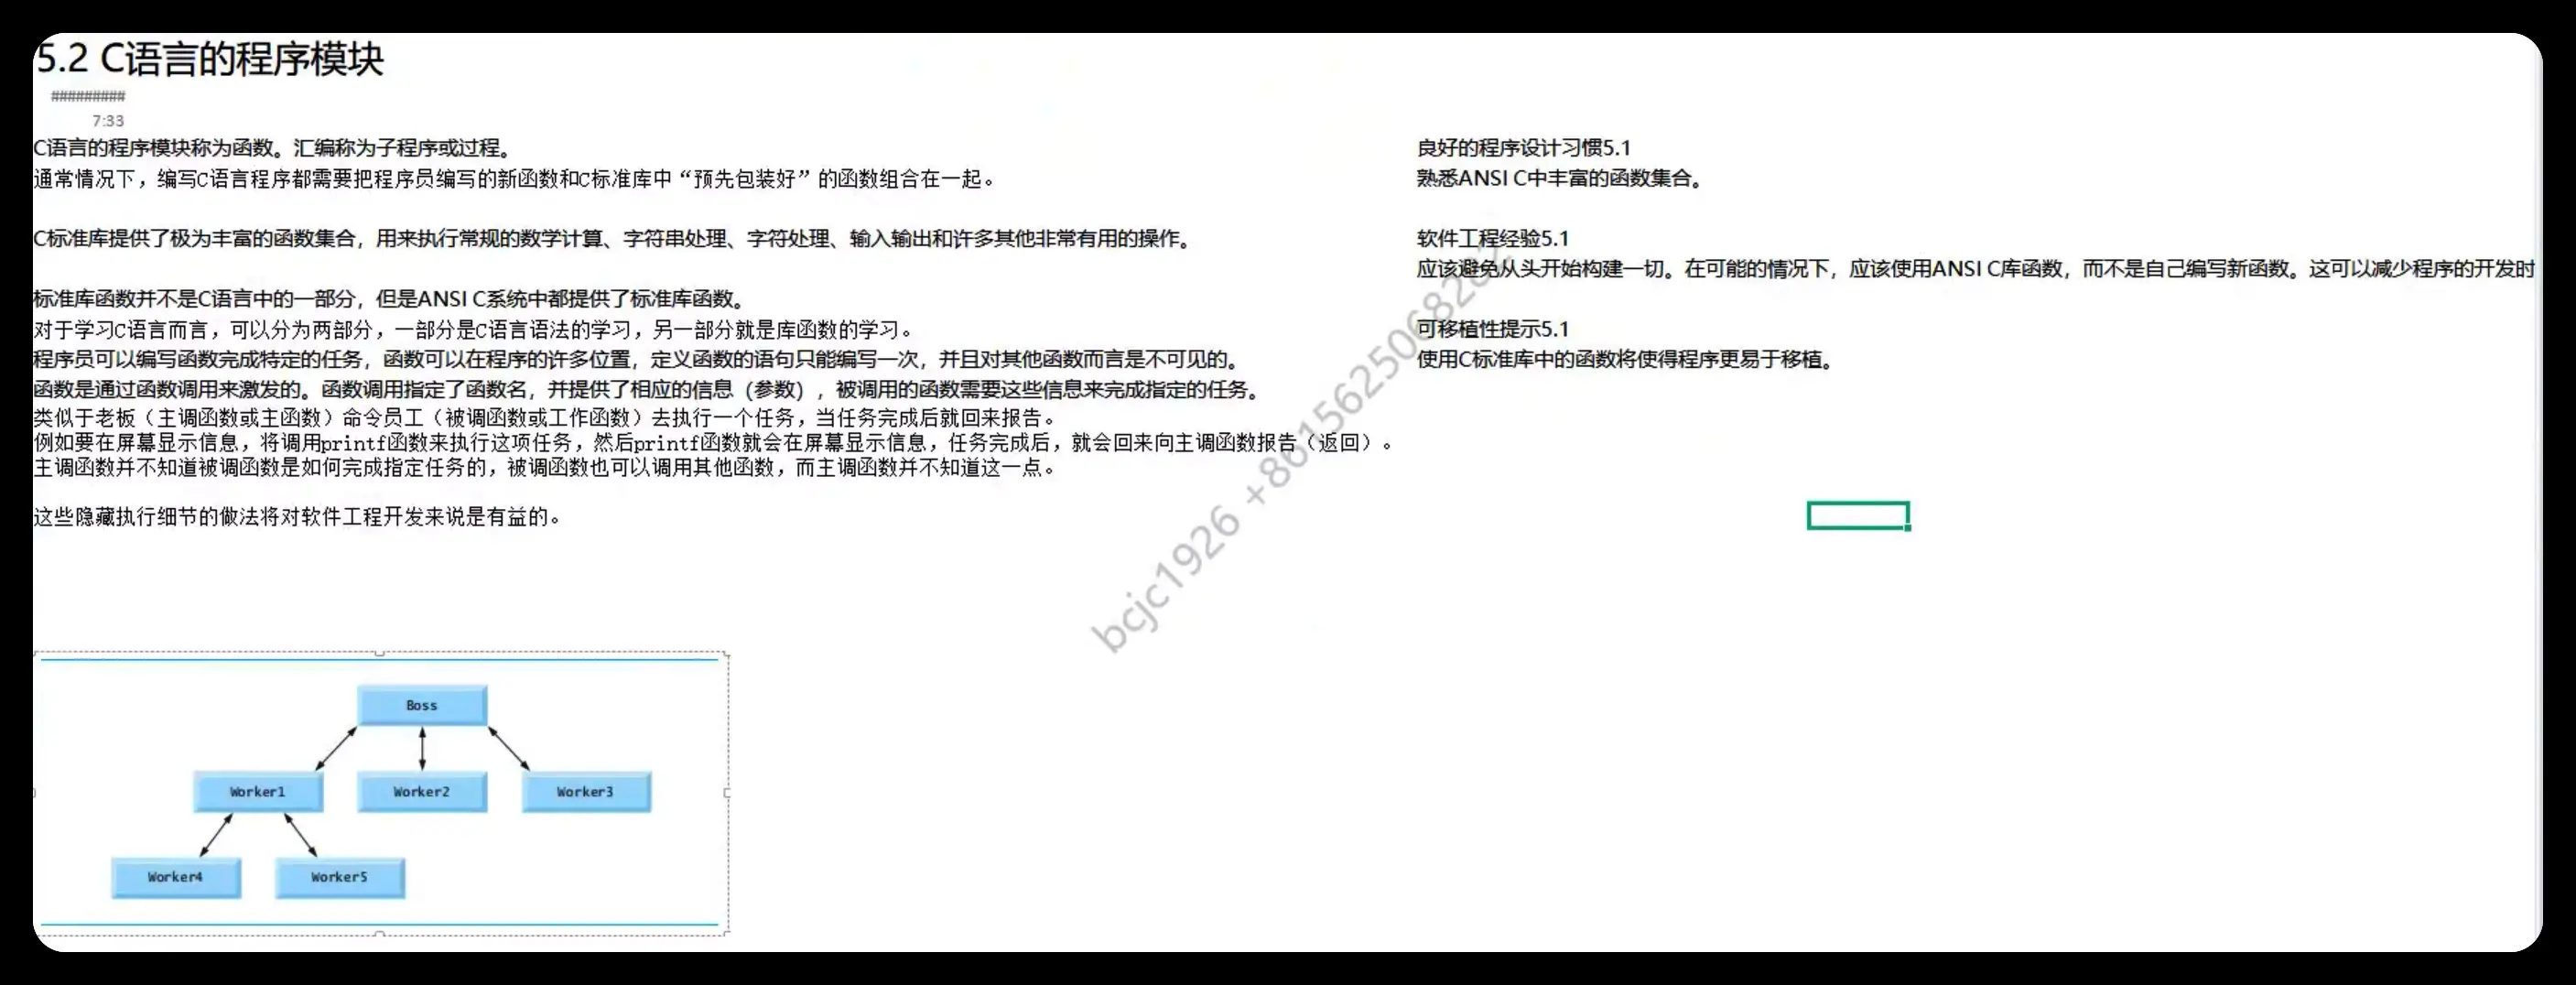 5.2 C语言的程序模块
#########
7:33
C语言的程序模块称为函数。汇编称为子程序或过程。
通常情况下，编写C语言程序都需要把程序员编写的新函数和C标准库中“预先包装好”的函数组合在一起。
C标准库提供了极为丰富的函数集合，用来执行常规的数学计算、字符串处理、字符处理、输入输出和许多其他非常有用的操作。
标准库函数并不是C语言中的一部分，但是ANSI C系统中都提供了标准库函数。
对于学习C语言而言，可以分为两部分，一部分是C语言语法的学习，另一部分就是库函数的学习。
程序员可以编写函数完成特定的任务，函数可以在程序的许多位置，定义函数的语句只能编写一次，并且对其他函数而言是不可见的。
函数是通过函数调用来激发的。函数调用指定了函数名，并提供了相应的信息（参数），被调用的函数需要这些信息来完成指定的任务。
类似于老板（主调函数或主函数）命令员工（被调函数或工作函数）去执行一个任务，当任务完成后就回来报告。
例如要在屏幕显示信息，将调用printf函数来执行这项任务，然后printf函数就会在屏幕显示信息，任务完成后，就会回来向主调函数报告（返回）。
主调函数并不知道被调函数是如何完成指定任务的，被调函数也可以调用其他函数，而主调函数并不知道这一点。
这些隐藏执行细节的做法将对软件工程开发来说是有益的。
良好的程序设计习惯5.1
熟悉ANSI C中丰富的函数集合。
软件工程经验5.1
应该避免从头开始构建一切。在可能的情况下，应该使用ANSI C库函数，而不是自己编写新函数。这可以减少程序的开发时
可移植性提示5.1
使用C标准库中的函数将使得程序更易于移植。
Boss
Worker1
Worker2
Worker3
Worker4
Worker5